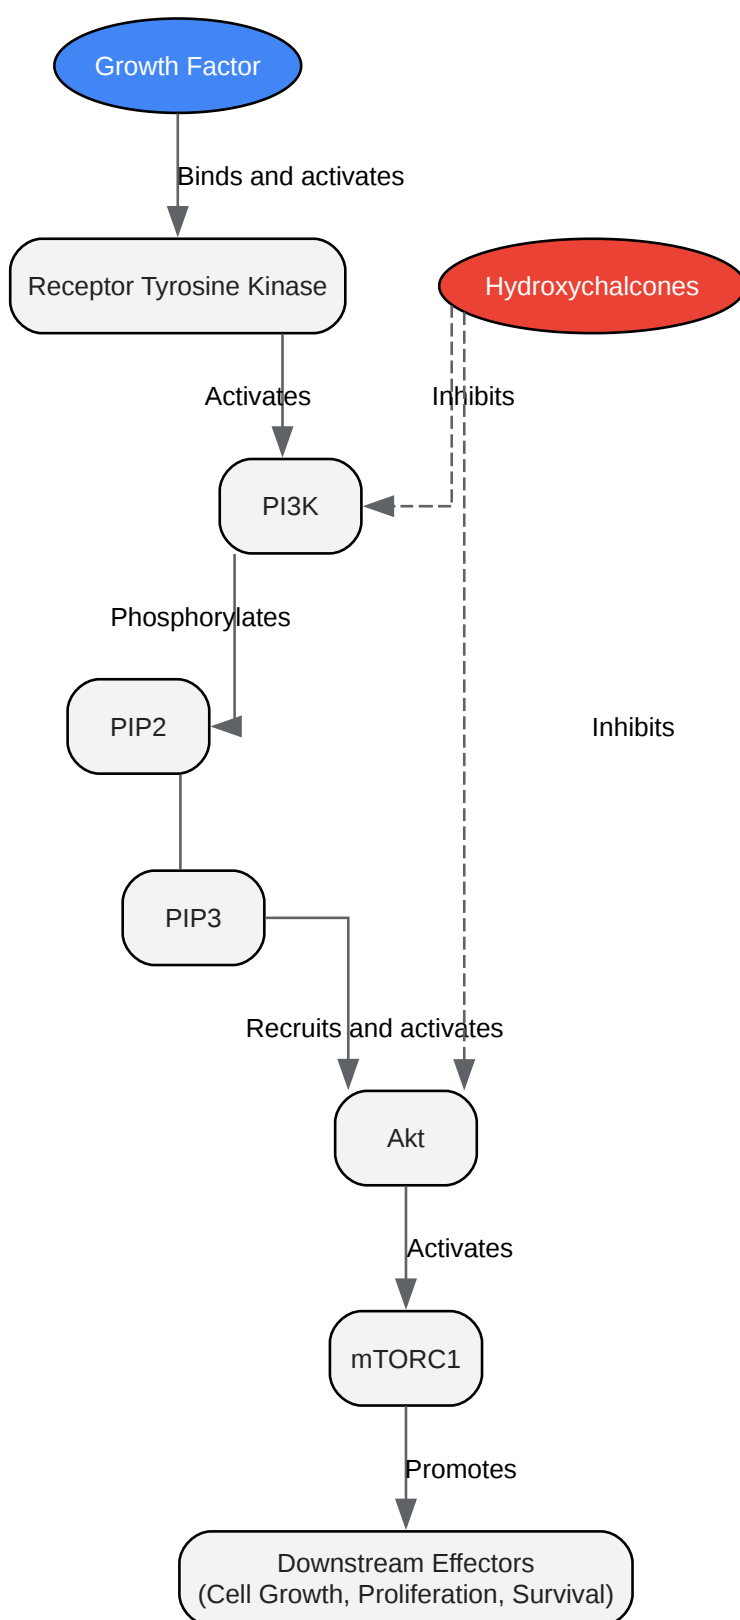 Growth Factor
Binds and activates
Receptor Tyrosine Kinase
Hydroxychalcones
Activates
Inhibits
PI3K
Phosphorylates
PIP2
Inhibits
PIP3
Recruits and activates
Akt
Activates
mTORC1
Promotes
Downstream Effectors
(Cell Growth, Proliferation, Survival)